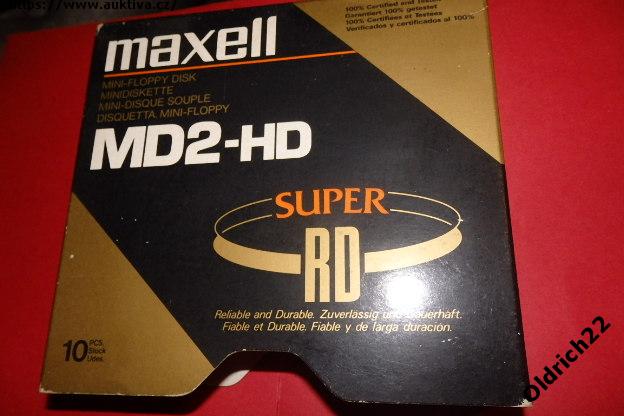 https://www.auktiva.cz/
maxell
MINI-FLOPPY DISK
MINIDISKETTE
MINI-DISQUE SOUPLE
DISQUETTA MINI-FLOPPY
MD2-HD
100% Certified and Tested
Garantiert 100% getestet
100% Certifiées et Testées
Verificados y certificados al 100%
SUPER
RD
Reliable and Durable. Zuverlässig und dauerhaft.
Fiable et Durable. Fiable y de larga duración.
10 PCS.
Stück
Udes.
Oldrich22